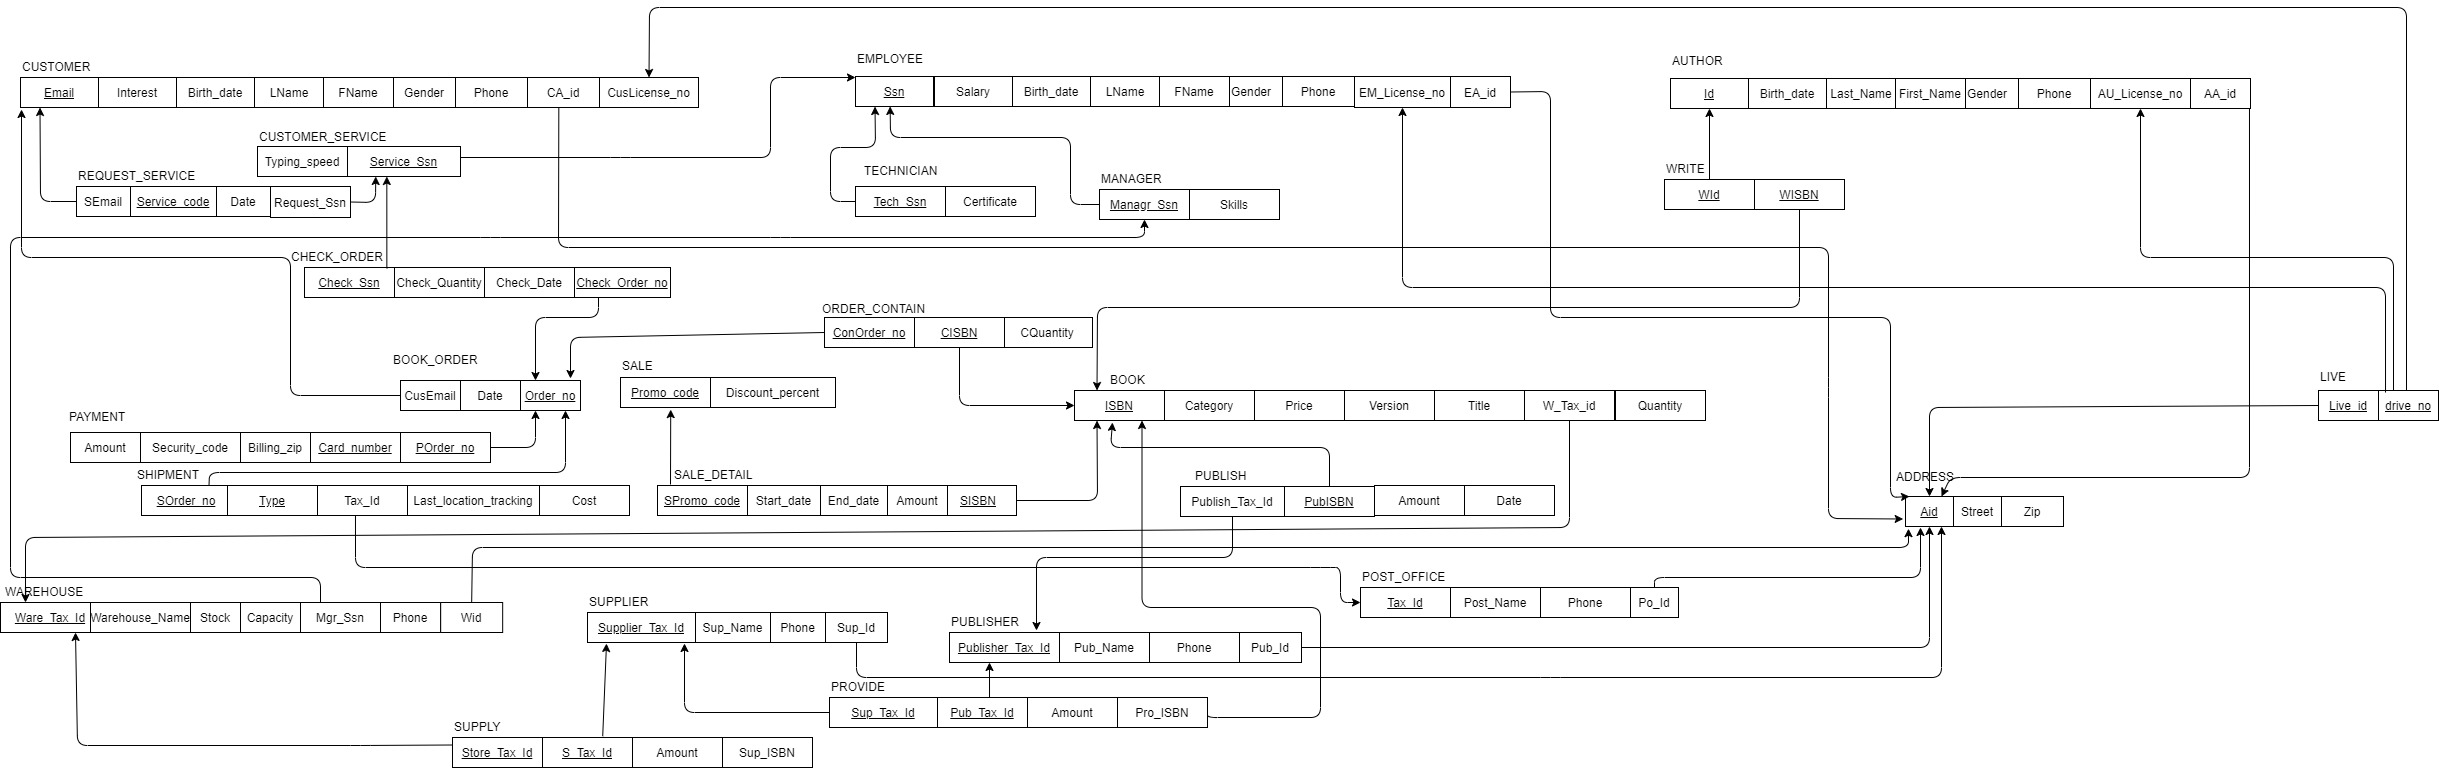 CUSTOMER
Email Interest Birth_date LName FName Gender Phone CA_id CusLicense_no
EMPLOYEE
Ssn Salary Birth_date LName FName Gender Phone EM_License_no EA_id
AUTHOR
Id Birth_date Last_Name First_Name Gender Phone AU_License_no AA_id
CUSTOMER_SERVICE
Typing_speed Service_Ssn
REQUEST_SERVICE
SEmail Service_code Date Request_Ssn
TECHNICIAN
Tech_Ssn Certificate
MANAGER
Managr_Ssn Skills
WRITE
WId WISBN
CHECK_ORDER
Check_Ssn Check_Quantity Check_Date Check_Order_no
ORDER_CONTAIN
ConOrder_no CISBN CQuantity
BOOK_ORDER
CusEmail Date Order_no
SALE
Promo_code Discount_percent
BOOK
ISBN Category Price Version Title W_Tax_id Quantity
LIVE
Live_id drive_no
PAYMENT
Amount Security_code Billing_zip Card_number POrder_no
SHIPMENT
SOrder_no Type Tax_Id Last_location_tracking Cost
SALE_DETAIL
SPromo_code Start_date End_date Amount SISBN
PUBLISH
Publish_Tax_Id PubISBN Amount Date
ADDRESS
Aid Street Zip
WAREHOUSE
Ware_Tax_Id Warehouse_Name Stock Capacity Mgr_Ssn Phone Wid
SUPPLIER
Supplier_Tax_Id Sup_Name Phone Sup_Id
POST_OFFICE
Tax_Id Post_Name Phone Po_Id
PUBLISHER
Publisher_Tax_Id Pub_Name Phone Pub_Id
PROVIDE
Sup_Tax_Id Pub_Tax_Id Amount Pro_ISBN
SUPPLY
Store_Tax_Id S_Tax_Id Amount Sup_ISBN